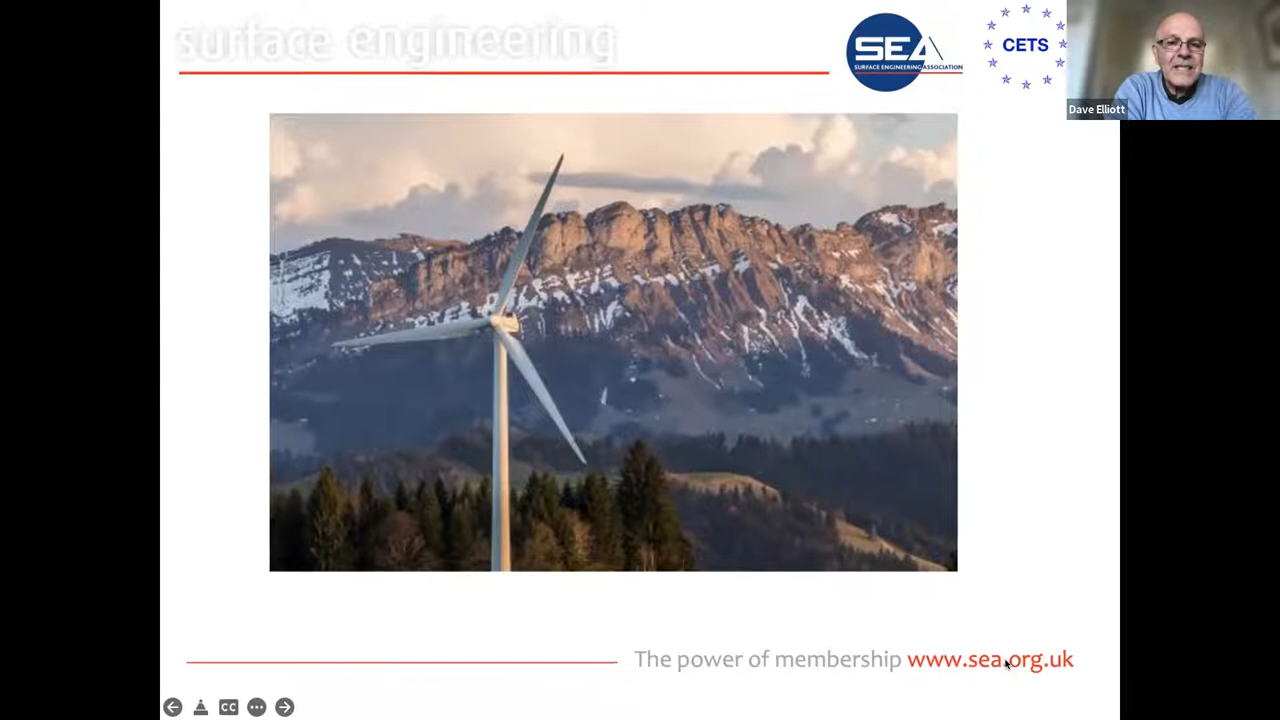 surface engineering
SEA
SURFACE ENGINEERING ASSOCIATION
CETS
Dave Elliott
The power of membership www.sea.org.uk
CC